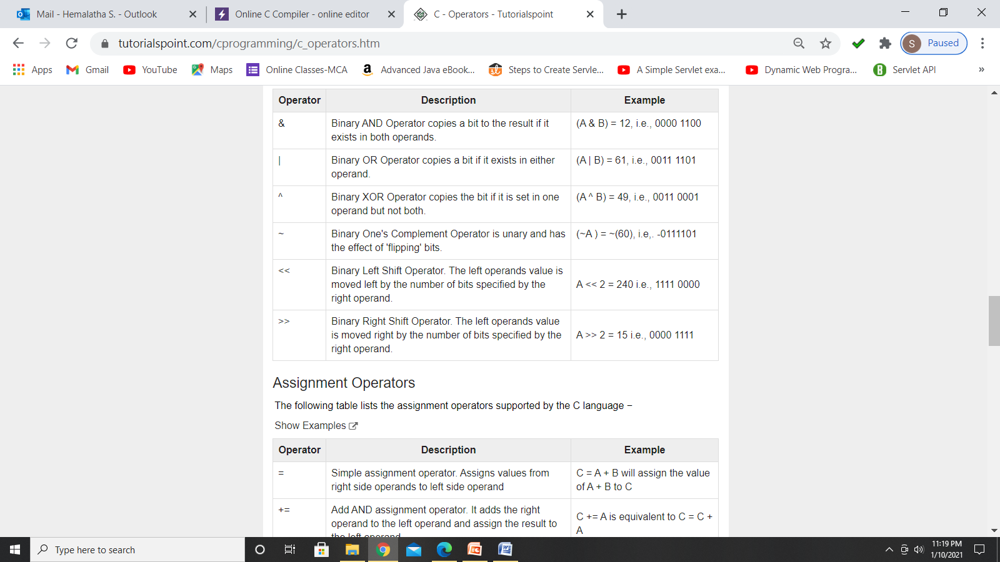 Mail - Hemalatha S. - Outlook
Online C Compiler - online editor
C - Operators - Tutorialspoint
tutorialspoint.com/cprogramming/c_operators.htm
S Paused
Apps Gmail YouTube Maps Online Classes-MCA Advanced Java eBook... Steps to Create Servle... A Simple Servlet exa... Dynamic Web Progra... Servlet API »
Operator Description Example
& Binary AND Operator copies a bit to the result if it (A & B) = 12, i.e., 0000 1100
exists in both operands.
| Binary OR Operator copies a bit if it exists in either (A | B) = 61, i.e., 0011 1101
operand.
^ Binary XOR Operator copies the bit if it is set in one (A ^ B) = 49, i.e., 0011 0001
operand but not both.
~ Binary One's Complement Operator is unary and has (~A ) = ~(60), i.e,. -0111101
the effect of 'flipping' bits.
<< Binary Left Shift Operator. The left operands value is
moved left by the number of bits specified by the A << 2 = 240 i.e., 1111 0000
right operand.
>> Binary Right Shift Operator. The left operands value
is moved right by the number of bits specified by the A >> 2 = 15 i.e., 0000 1111
right operand.
Assignment Operators
The following table lists the assignment operators supported by the C language −
Show Examples
Operator Description Example
= Simple assignment operator. Assigns values from C = A + B will assign the value
right side operands to left side operand of A + B to C
+= Add AND assignment operator. It adds the right
operand to the left operand and assign the result to C += A is equivalent to C = C +
the left operand. A
Type here to search
11:19 PM
1/10/2021